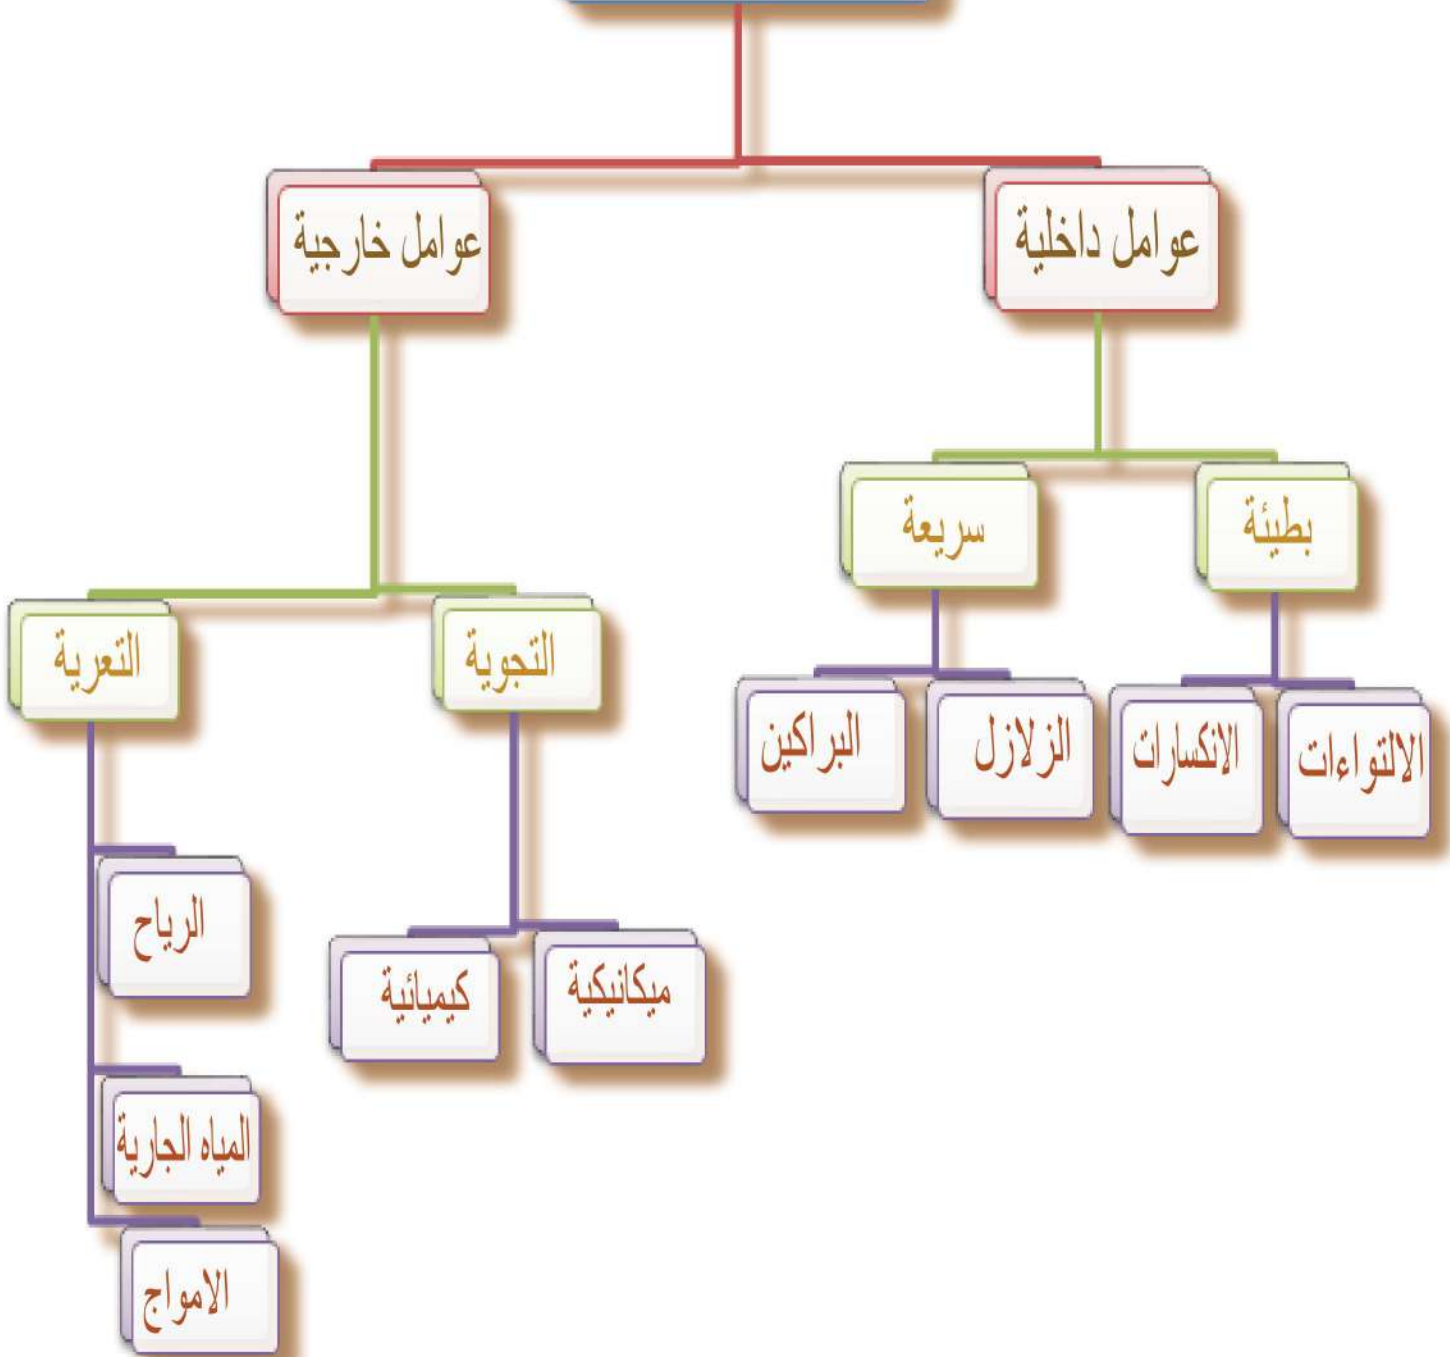 عوامل داخلية
عوامل خارجية
بطيئة
سريعة
التجوية
التعرية
الالتواءات
الانكسارات
الزلازل
البراكين
الرياح
ميكانيكية
كيميائية
المياه الجارية
الامواج